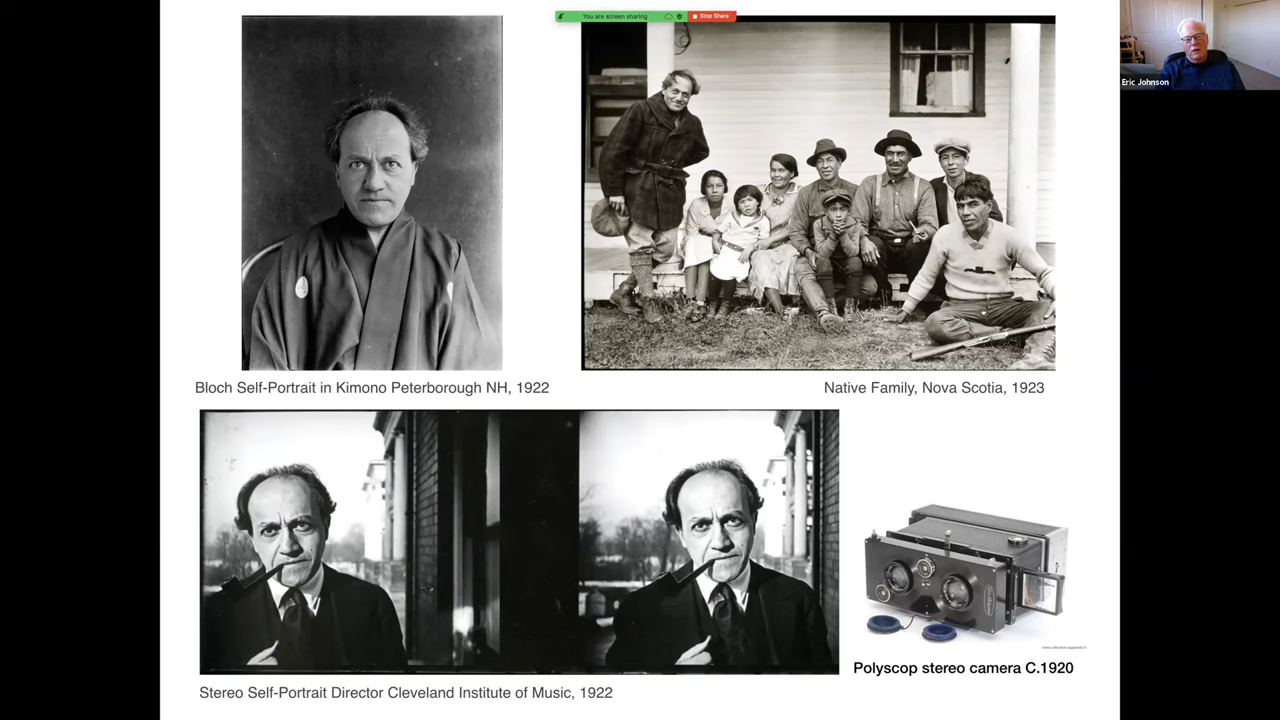 You are screen sharing
Stop Share
Eric Johnson
Bloch Self-Portrait in Kimono Peterborough NH, 1922
Native Family, Nova Scotia, 1923
Polyscop stereo camera C.1920
Stereo Self-Portrait Director Cleveland Institute of Music, 1922